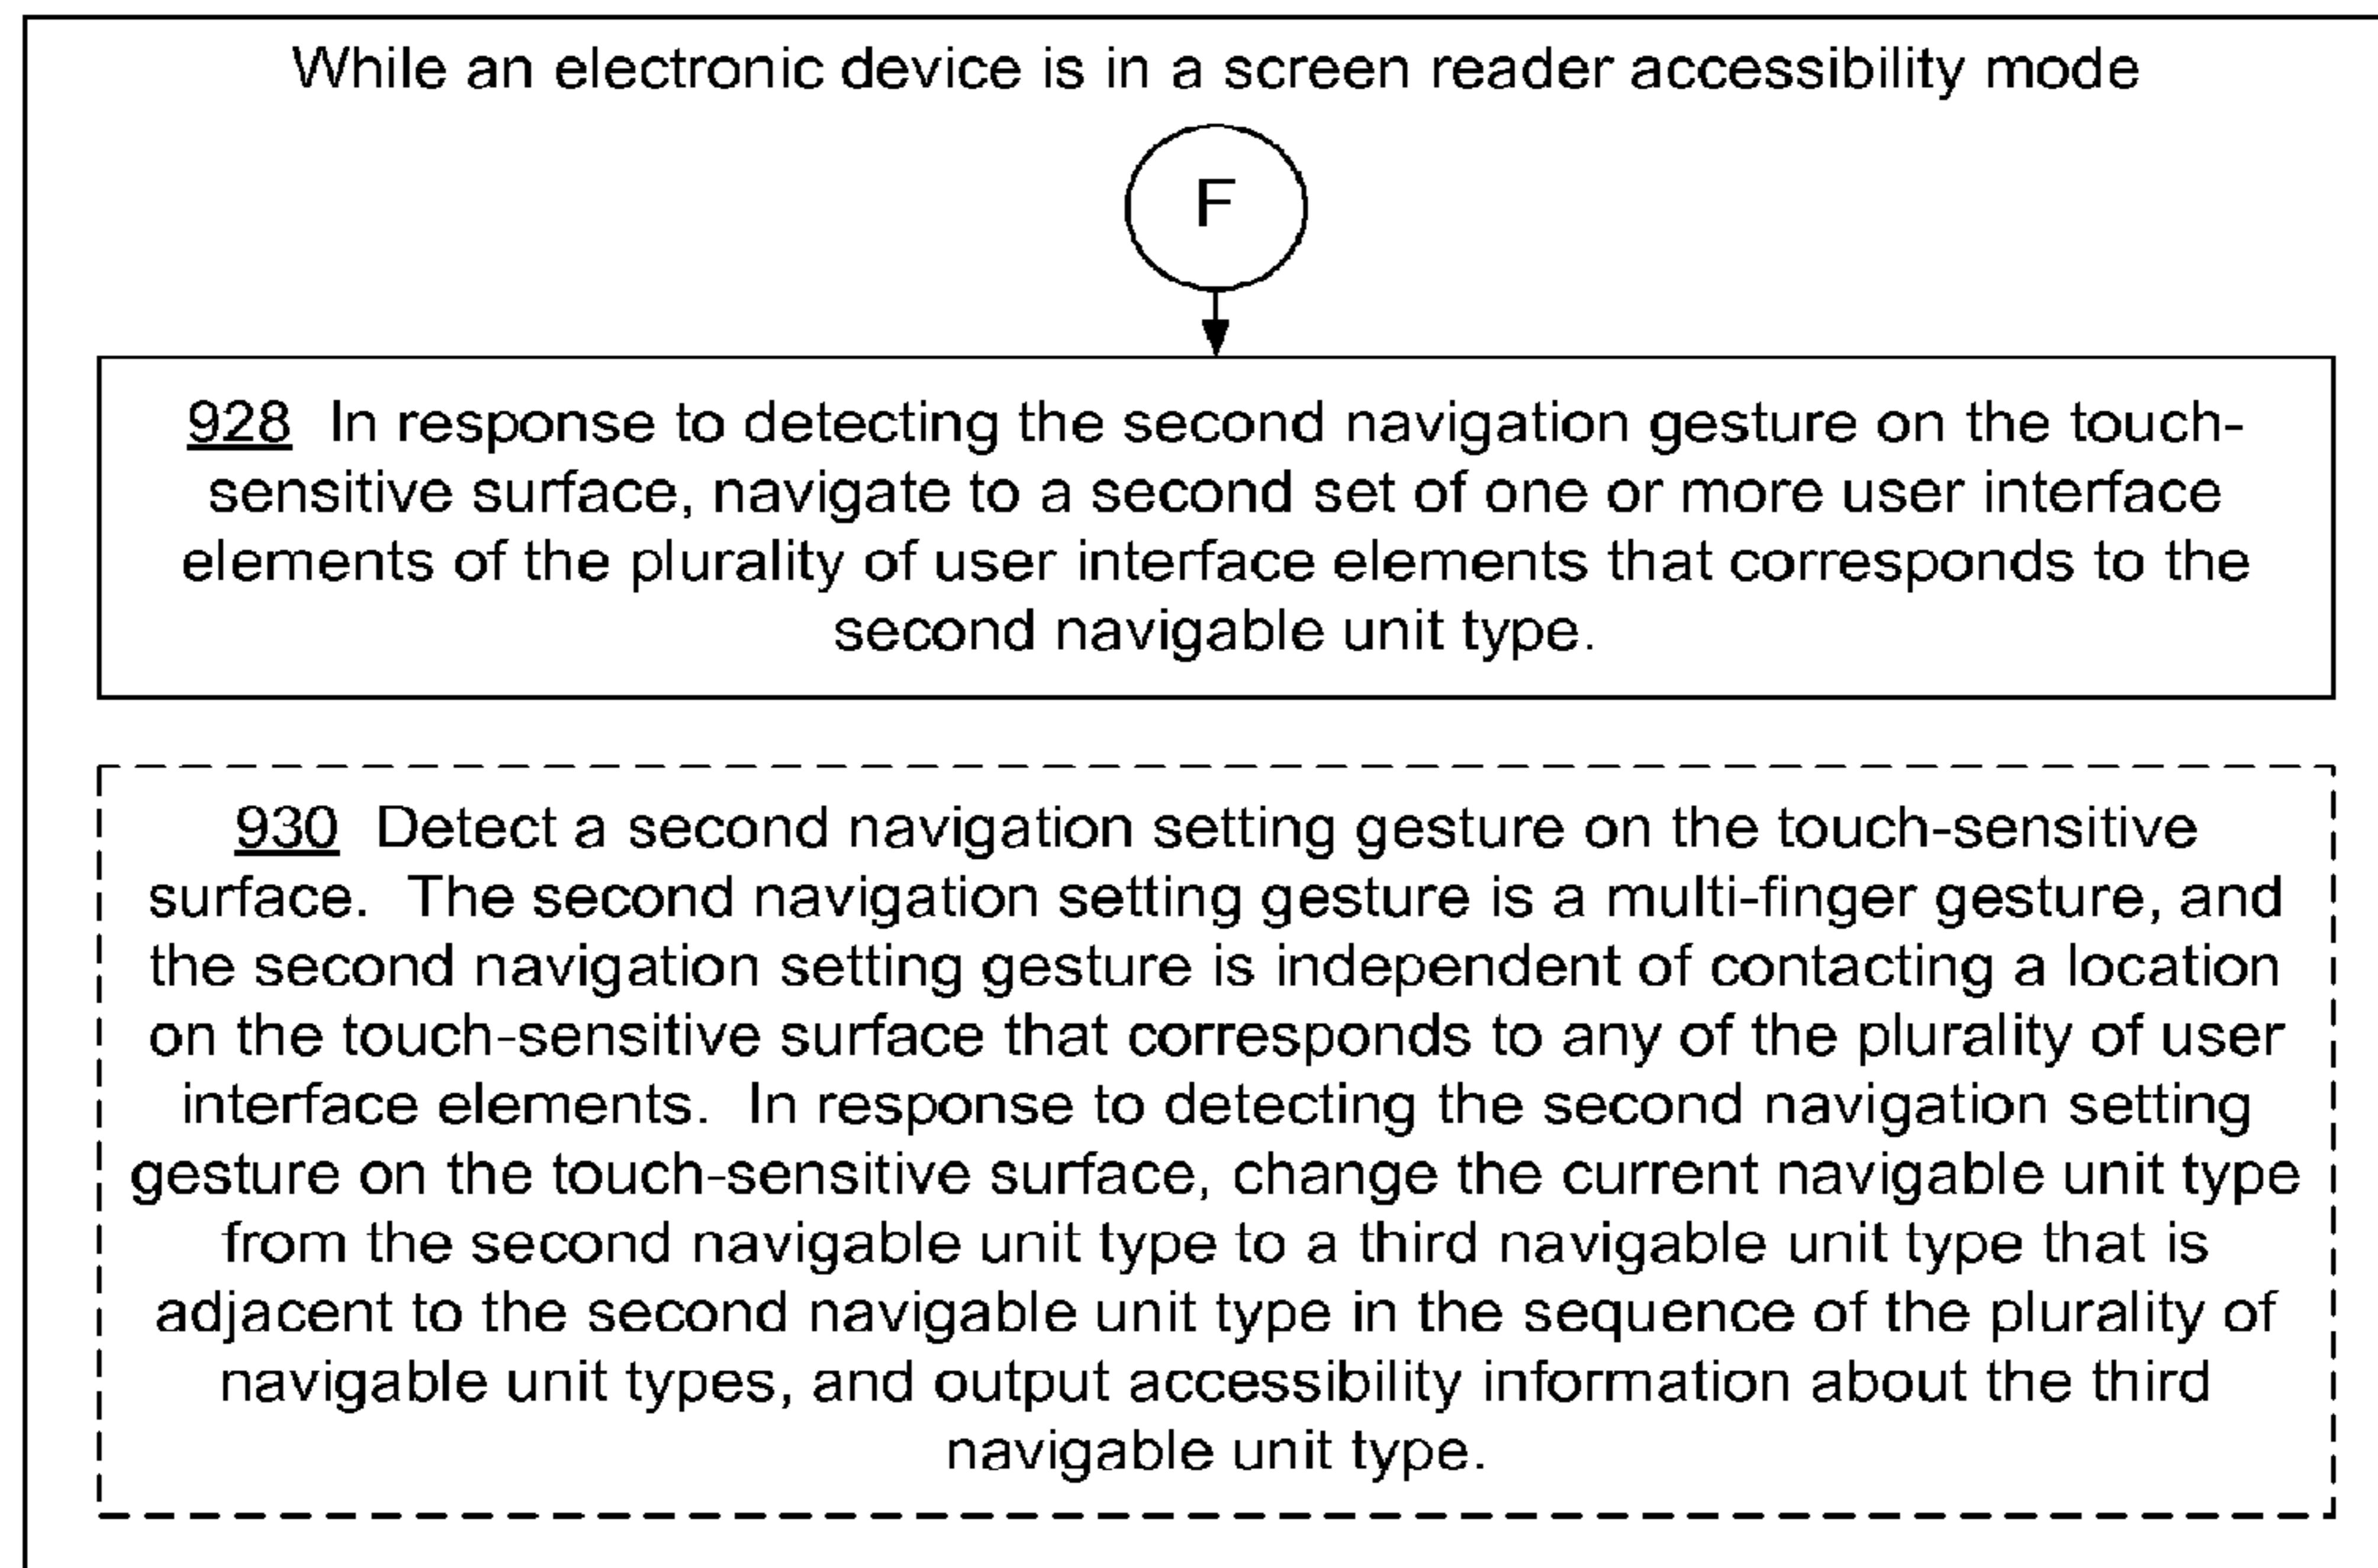 While an electronic device is in a screen reader accessibility mode
F
928 In response to detecting the second navigation gesture on the touch-
sensitive surface, navigate to a second set of one or more user interface
elements of the plurality of user interface elements that corresponds to the
second navigable unit type.
930 Detect a second navigation setting gesture on the touch-sensitive
surface. The second navigation setting gesture is a multi-finger gesture, and
the second navigation setting gesture is independent of contacting a location
on the touch-sensitive surface that corresponds to any of the plurality of user
interface elements. In response to detecting the second navigation setting
gesture on the touch-sensitive surface, change the current navigable unit type
from the second navigable unit type to a third navigable unit type that is
adjacent to the second navigable unit type in the sequence of the plurality of
navigable unit types, and output accessibility information about the third
navigable unit type.